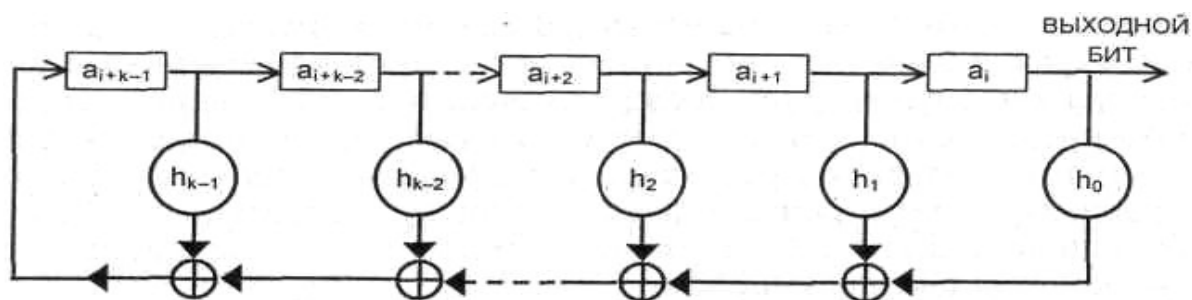 ВЫХОДНОЙ
БИТ
a_{i+k–1} a_{i+k–2} a_{i+2} a_{i+1} a_i
h_{k–1} h_{k–2} h_2 h_1 h_0